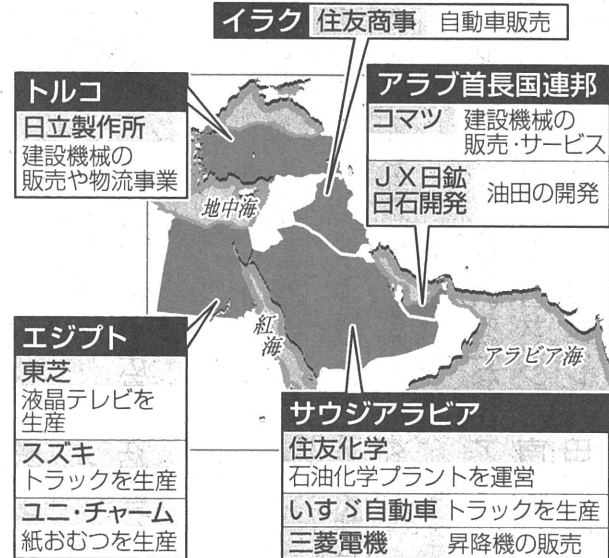 イラク 住友商事 自動車販売
トルコ
日立製作所
建設機械の
販売や物流事業
アラブ首長国連邦
コマツ 建設機械の
販売・サービス
JX日鉱
日石開発 油田の開発
地中海
紅海
アラビア海
エジプト
東芝
液晶テレビを
生産
スズキ
トラックを生産
ユニ・チャーム
紙おむつを生産
サウジアラビア
住友化学
石油化学プラントを運営
いすゞ自動車 トラックを生産
三菱電機 昇降機の販売